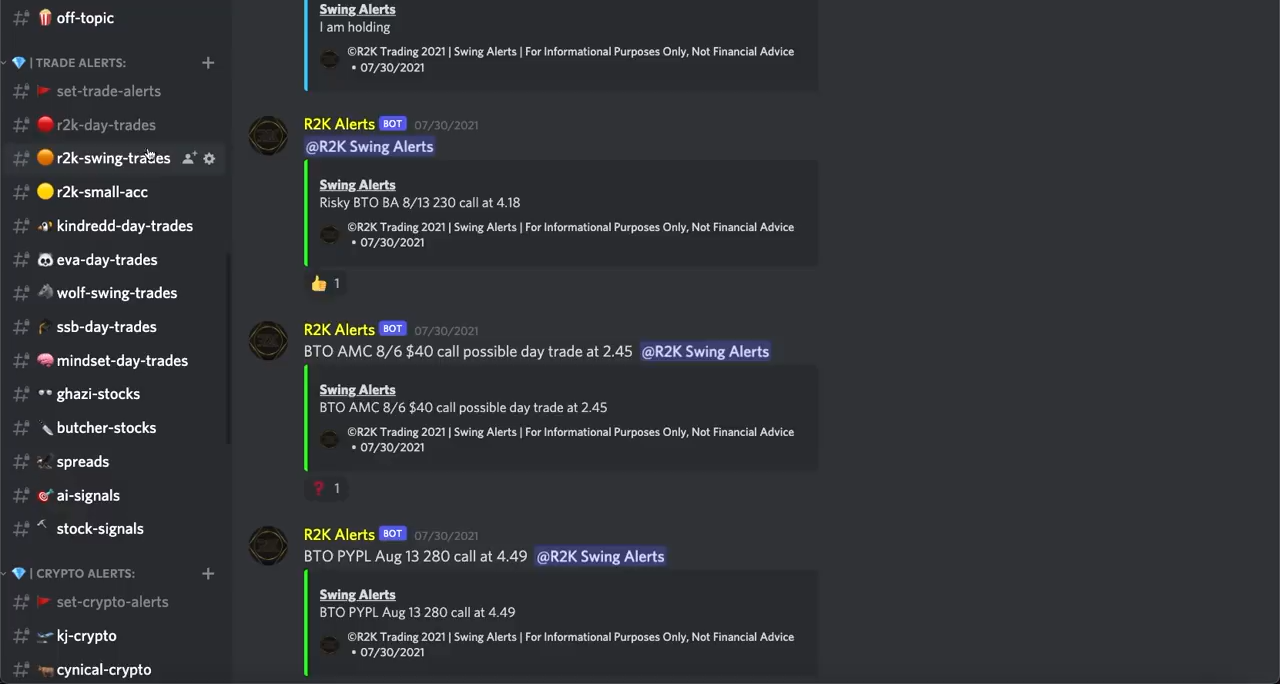 off-topic
| TRADE ALERTS:
set-trade-alerts
r2k-day-trades
r2k-swing-trades
r2k-small-acc
kindredd-day-trades
eva-day-trades
wolf-swing-trades
ssb-day-trades
mindset-day-trades
ghazi-stocks
butcher-stocks
spreads
ai-signals
stock-signals
| CRYPTO ALERTS:
set-crypto-alerts
kj-crypto
cynical-crypto
Swing Alerts
I am holding
©R2K Trading 2021 | Swing Alerts | For Informational Purposes Only, Not Financial Advice
• 07/30/2021
R2K Alerts BOT 07/30/2021
@R2K Swing Alerts
Swing Alerts
Risky BTO BA 8/13 230 call at 4.18
©R2K Trading 2021 | Swing Alerts | For Informational Purposes Only, Not Financial Advice
• 07/30/2021
1
R2K Alerts BOT 07/30/2021
BTO AMC 8/6 $40 call possible day trade at 2.45 @R2K Swing Alerts
Swing Alerts
BTO AMC 8/6 $40 call possible day trade at 2.45
©R2K Trading 2021 | Swing Alerts | For Informational Purposes Only, Not Financial Advice
• 07/30/2021
1
R2K Alerts BOT 07/30/2021
BTO PYPL Aug 13 280 call at 4.49 @R2K Swing Alerts
Swing Alerts
BTO PYPL Aug 13 280 call at 4.49
©R2K Trading 2021 | Swing Alerts | For Informational Purposes Only, Not Financial Advice
• 07/30/2021